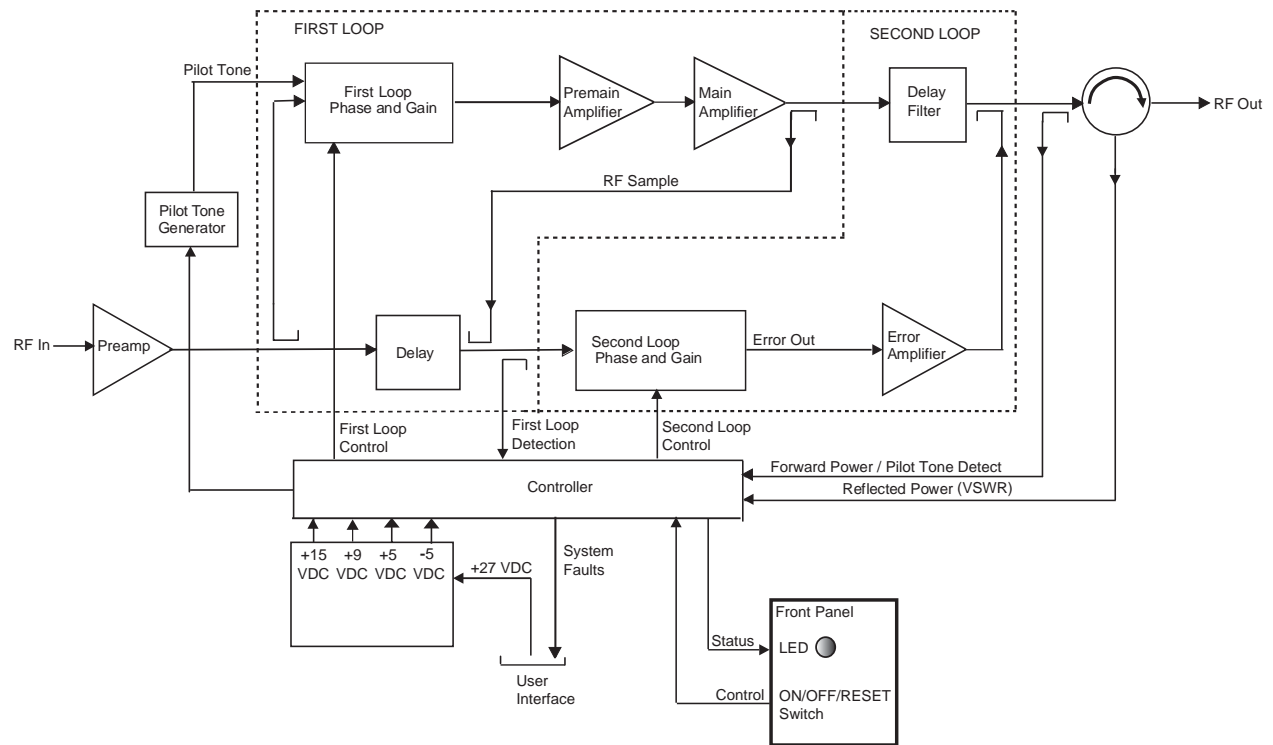 FIRST LOOP
SECOND LOOP
Pilot Tone
First Loop
Phase and Gain
Premain
Amplifier
Main
Amplifier
Delay
Filter
RF Out
RF Sample
Pilot Tone
Generator
RF In
Preamp
Delay
Second Loop
Phase and Gain
Error Out
Error
Amplifier
First Loop
Control
First Loop
Detection
Second Loop
Control
Forward Power / Pilot Tone Detect
Reflected Power (VSWR)
Controller
+15
VDC
+9
VDC
+5
VDC
-5
VDC
+27 VDC
System
Faults
User
Interface
Front Panel
Status
LED
Control
ON/OFF/RESET
Switch